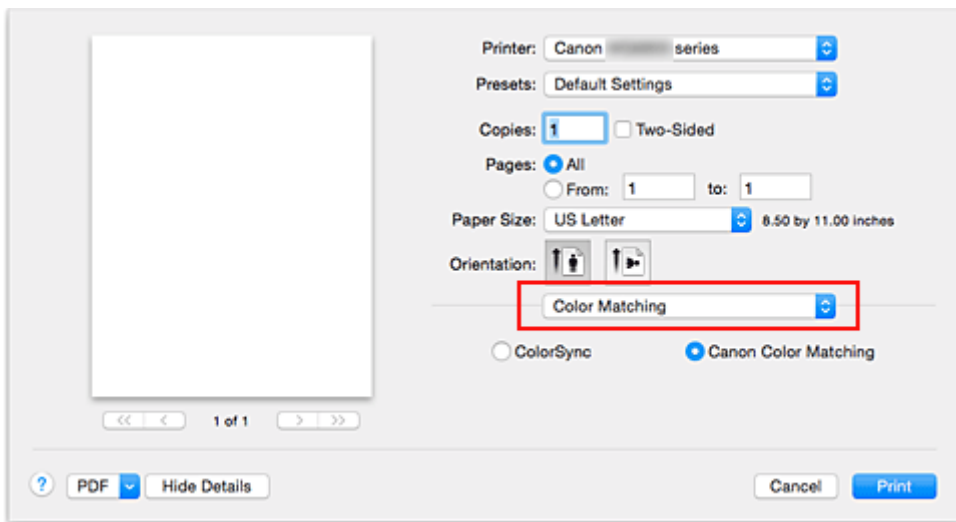 Printer: Canon series
Presets: Default Settings
Copies: 1 Two-Sided
Pages: All
From: 1 to: 1
Paper Size: US Letter 8.50 by 11.00 inches
Orientation:
Color Matching
ColorSync Canon Color Matching
<< < 1 of 1 > >>
? PDF Hide Details Cancel Print